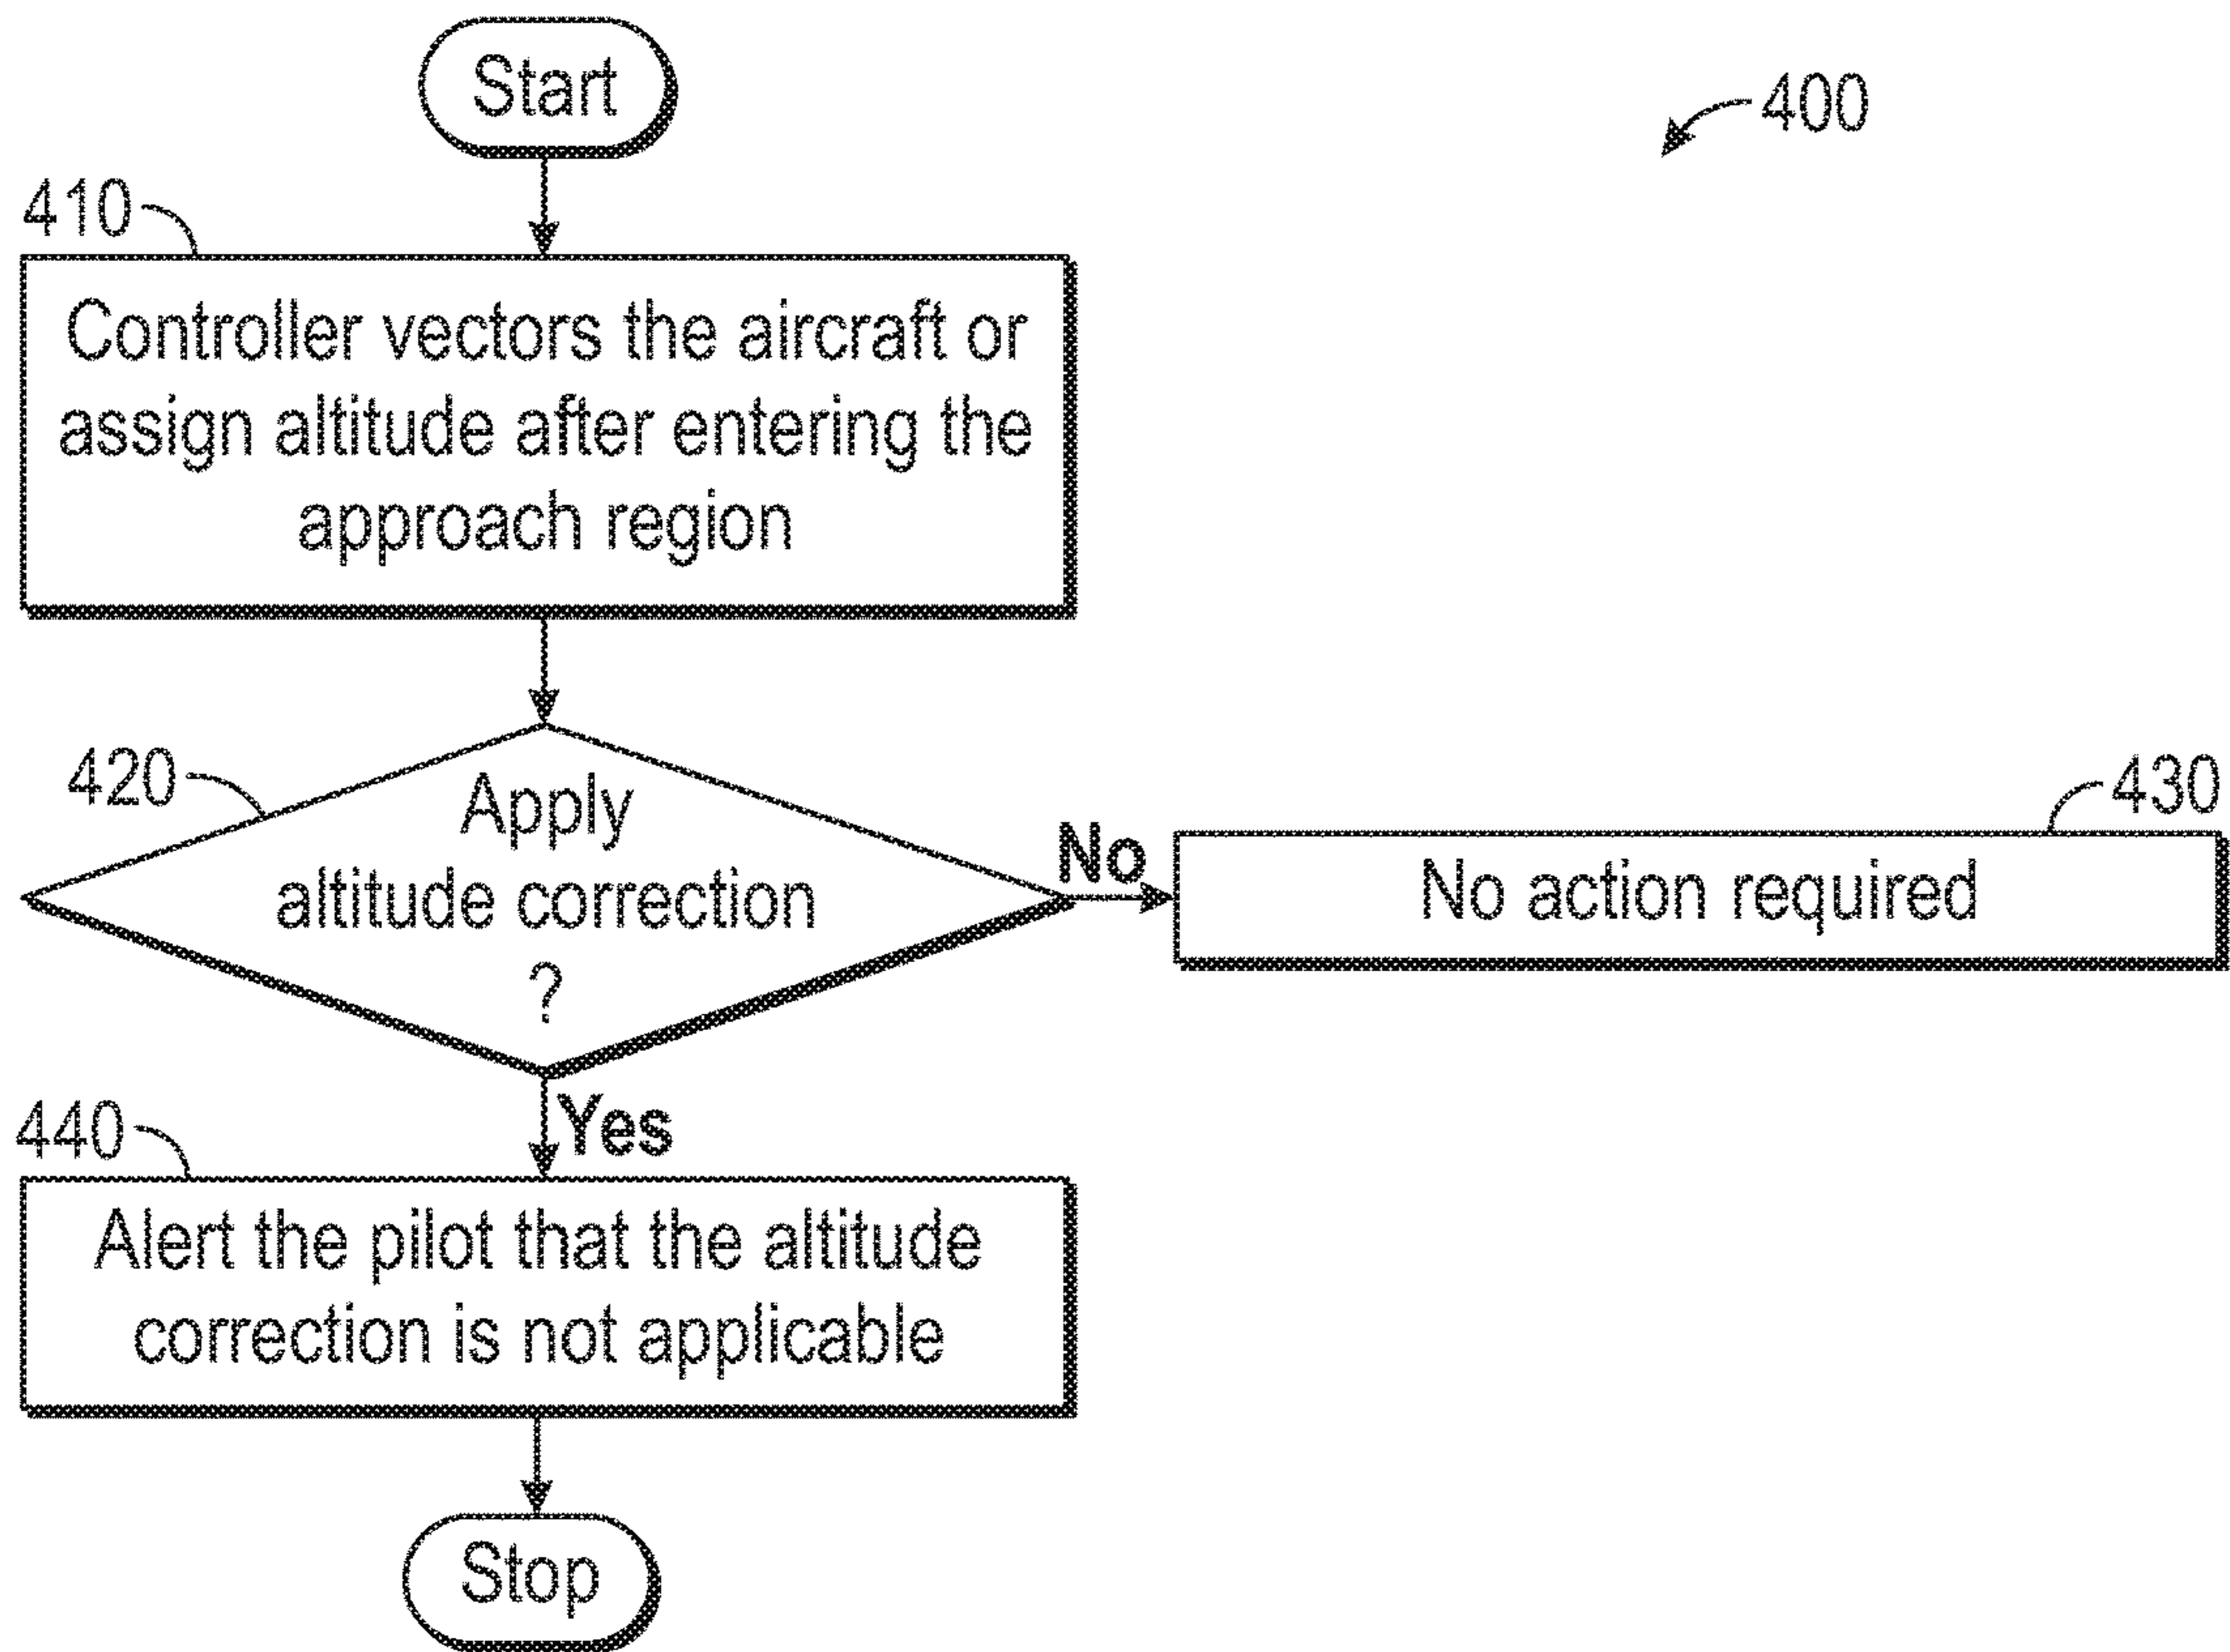 Start
400
410
Controller vectors the aircraft or
assign altitude after entering the
approach region
420
Apply
altitude correction
?
No
430
No action required
Yes
440
Alert the pilot that the altitude
correction is not applicable
Stop